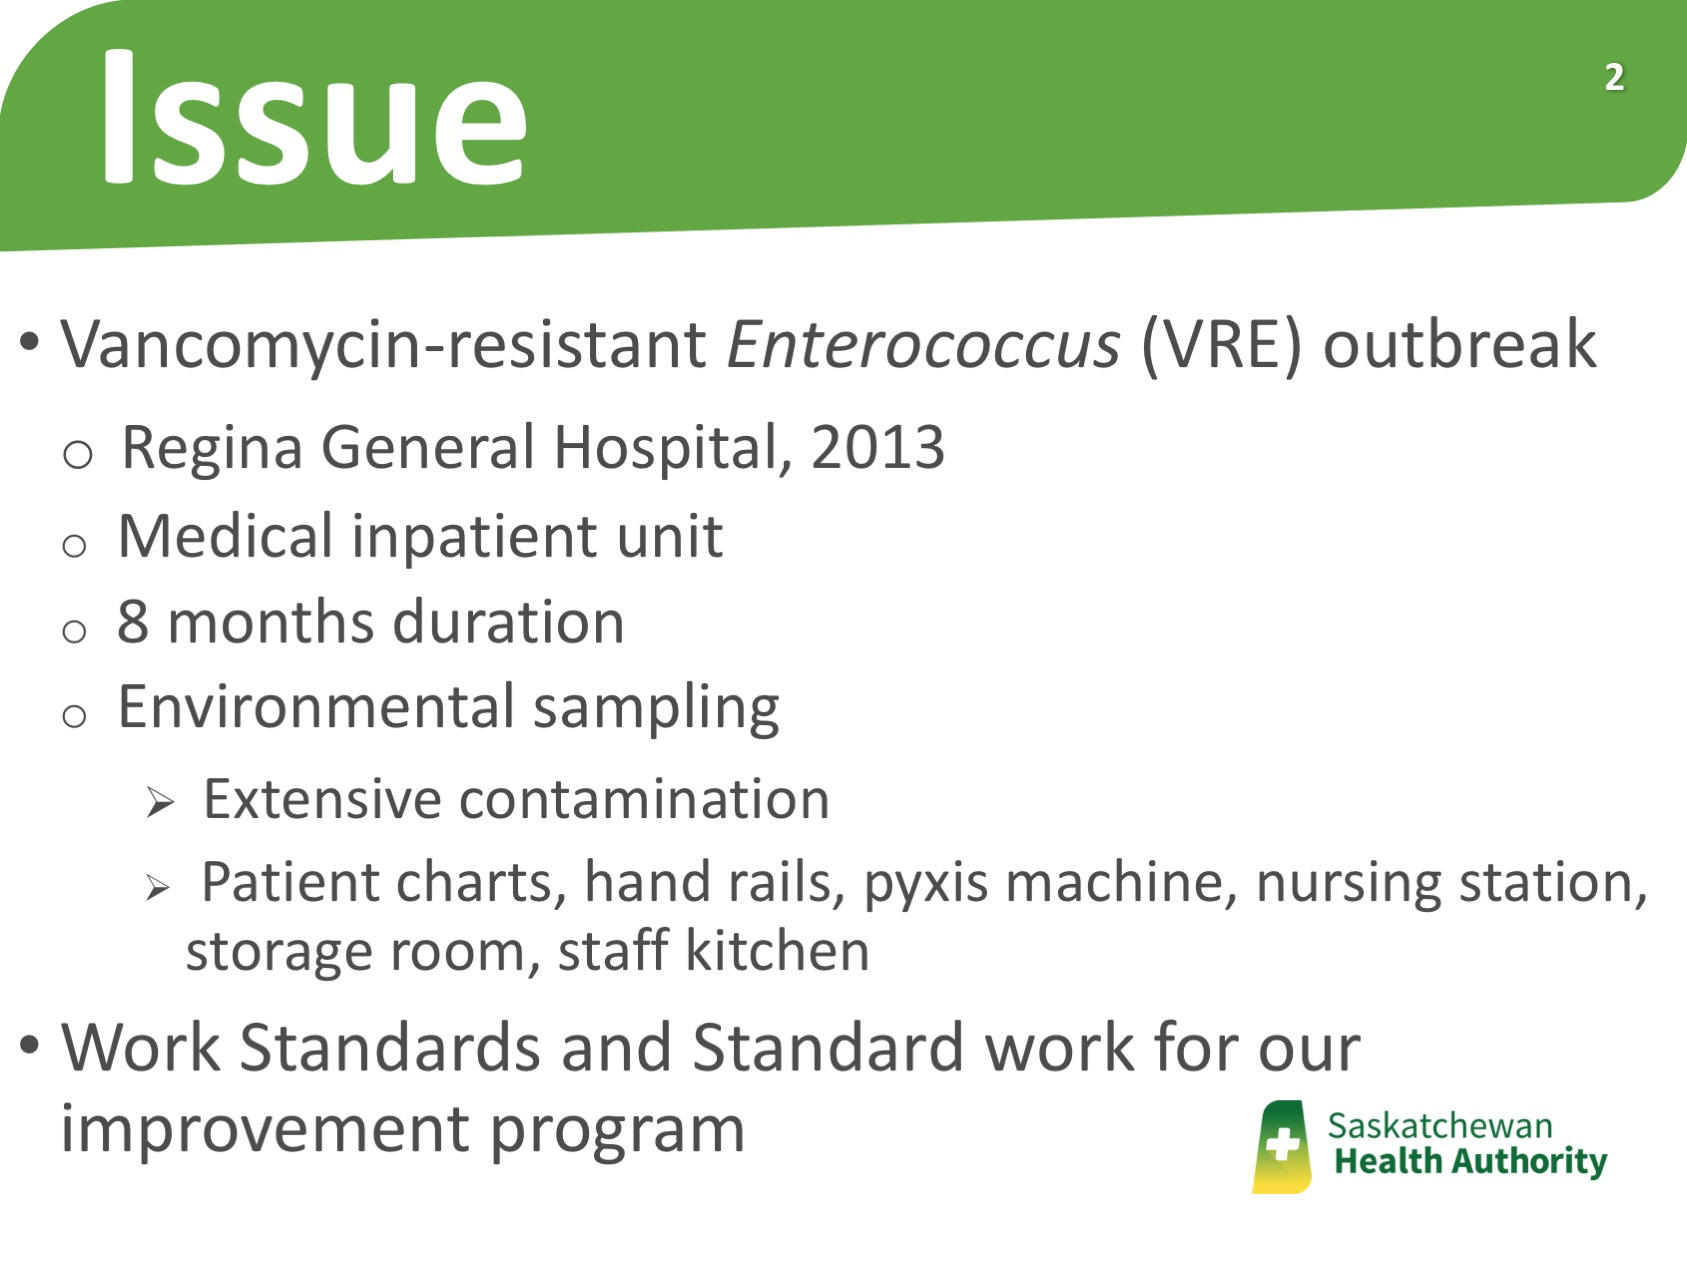 Issue
2
• Vancomycin-resistant Enterococcus (VRE) outbreak
o Regina General Hospital, 2013
o Medical inpatient unit
o 8 months duration
o Environmental sampling
➢ Extensive contamination
➢ Patient charts, hand rails, pyxis machine, nursing station,
storage room, staff kitchen
• Work Standards and Standard work for our
improvement program
Saskatchewan
Health Authority